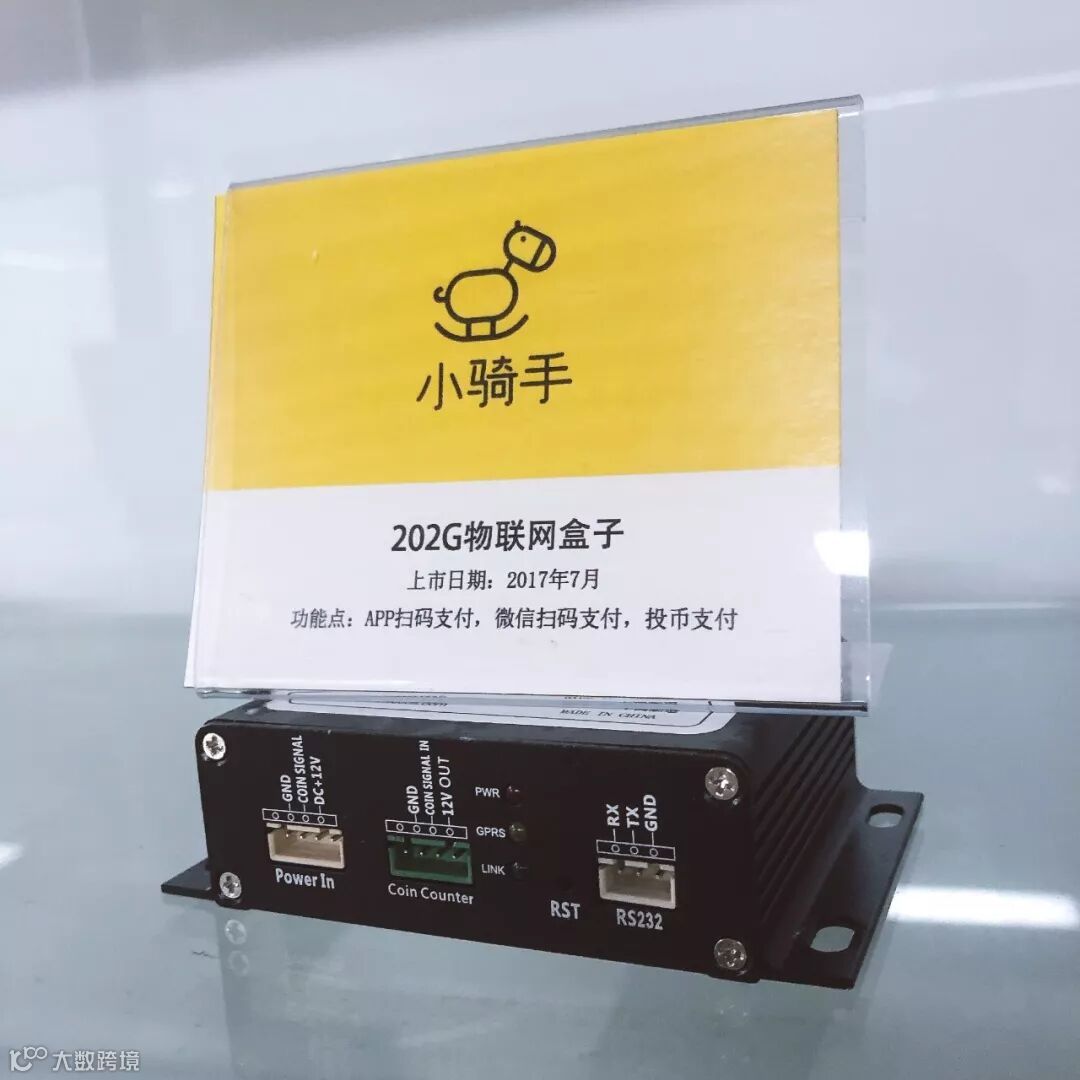 小骑手
202G物联网盒子
上市日期：2017年7月
功能点：APP扫码支付，微信扫码支付，投币支付
MADE IN CHINA
GND
COIN SIGNAL
DC+12V
Power In
GND
COIN SIGNAL IN
12V OUT
Coin Counter
PWR
GPRS
LINK
RST
RX
TX
GND
RS232
大数跨境